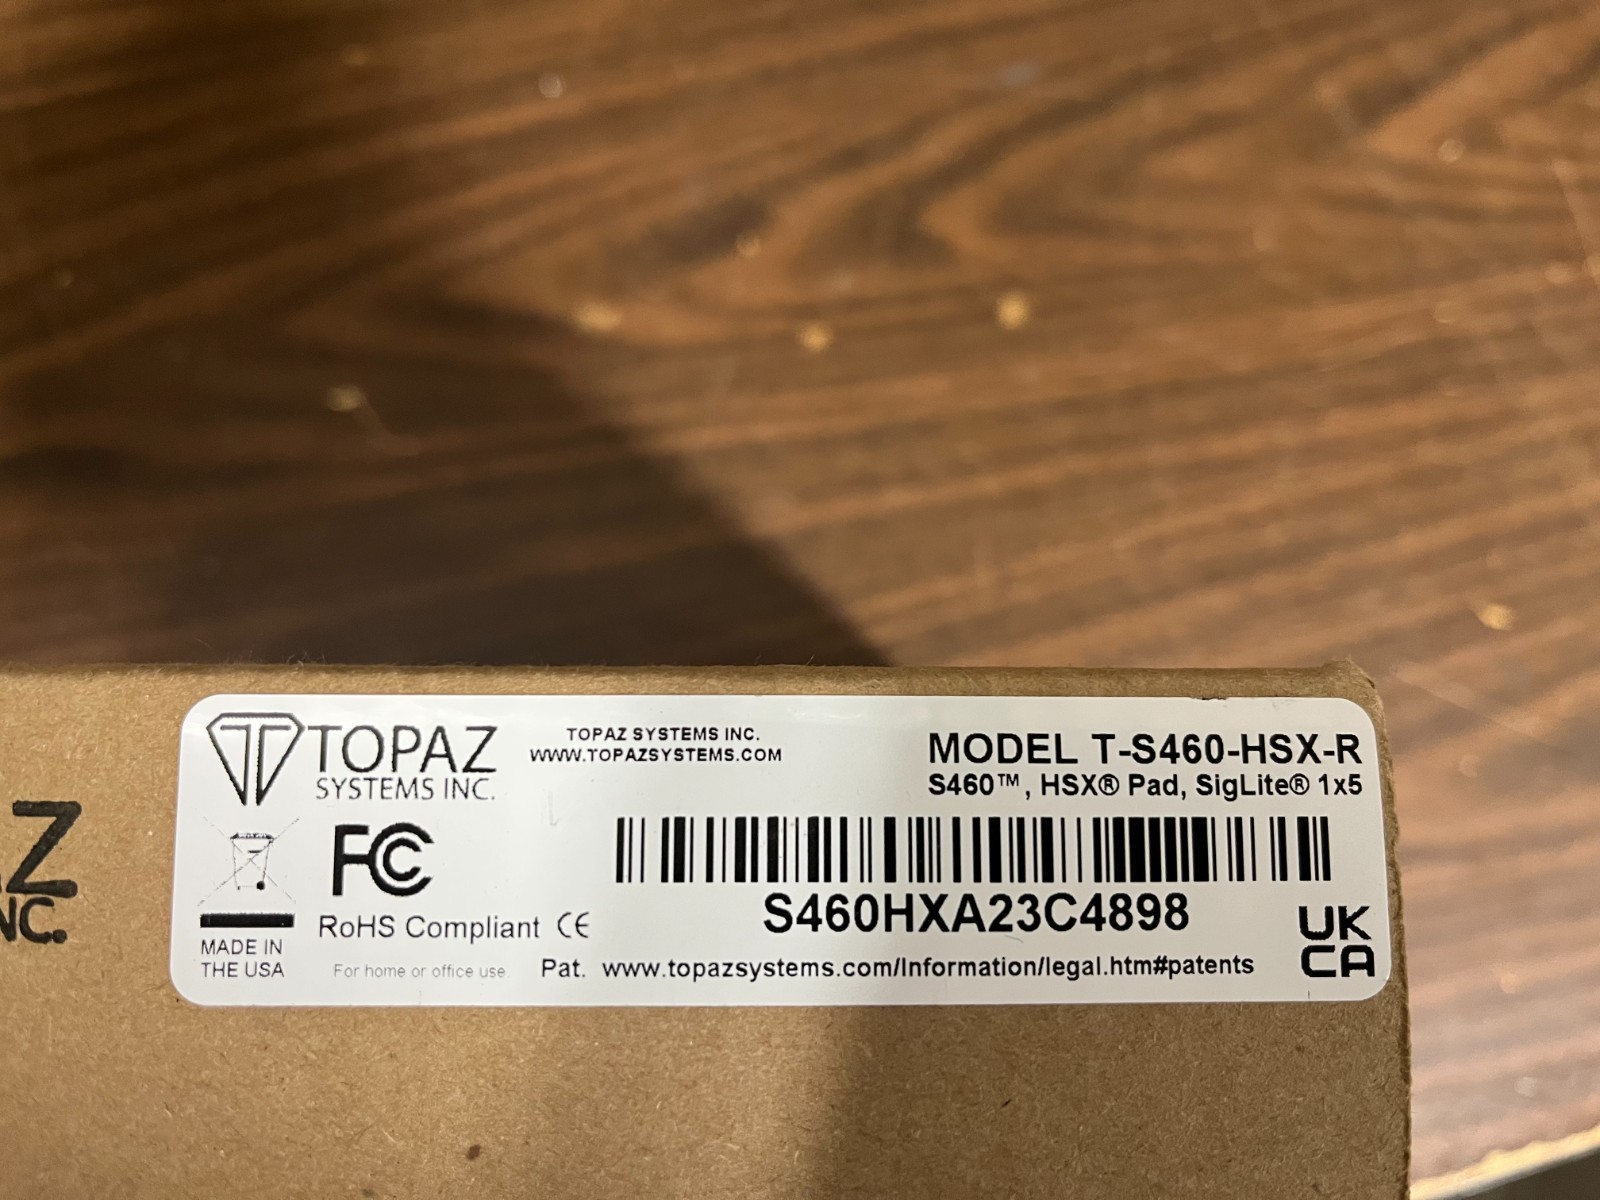 TOPAZ
SYSTEMS INC.
TOPAZ SYSTEMS INC.
WWW.TOPAZSYSTEMS.COM
MODEL T-S460-HSX-R
S460™, HSX® Pad, SigLite® 1x5
FC
S460HXA23C4898
RoHS Compliant CE
MADE IN
THE USA
For home or office use
Pat. www.topazsystems.com/Information/legal.htm#patents
UK
CA
Z
NC.